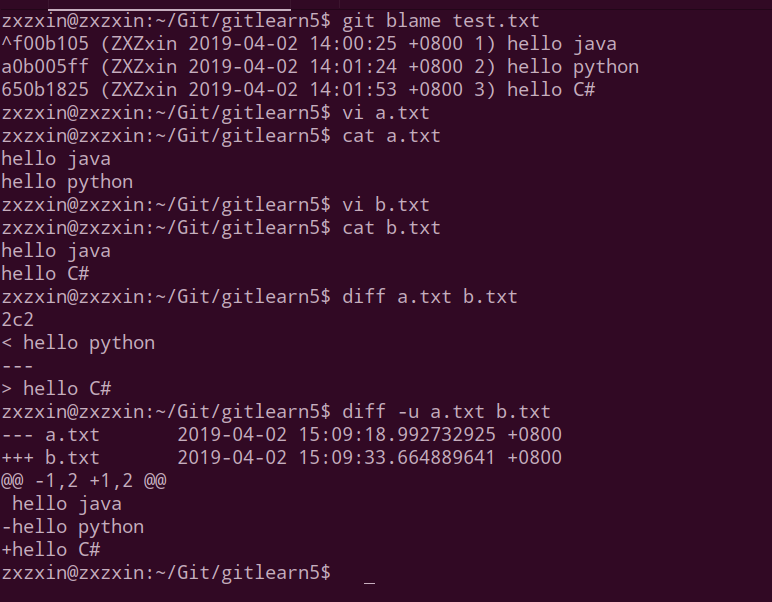 zxzxin@zxzxin:~/Git/gitlearn5$ git blame test.txt
^f00b105 (ZXZxin 2019-04-02 14:00:25 +0800 1) hello java
a0b005ff (ZXZxin 2019-04-02 14:01:24 +0800 2) hello python
650b1825 (ZXZxin 2019-04-02 14:01:53 +0800 3) hello C#
zxzxin@zxzxin:~/Git/gitlearn5$ vi a.txt
zxzxin@zxzxin:~/Git/gitlearn5$ cat a.txt
hello java
hello python
zxzxin@zxzxin:~/Git/gitlearn5$ vi b.txt
zxzxin@zxzxin:~/Git/gitlearn5$ cat b.txt
hello java
hello C#
zxzxin@zxzxin:~/Git/gitlearn5$ diff a.txt b.txt
2c2
< hello python
---
> hello C#
zxzxin@zxzxin:~/Git/gitlearn5$ diff -u a.txt b.txt
--- a.txt       2019-04-02 15:09:18.992732925 +0800
+++ b.txt       2019-04-02 15:09:33.664889641 +0800
@@ -1,2 +1,2 @@
 hello java
-hello python
+hello C#
zxzxin@zxzxin:~/Git/gitlearn5$   _